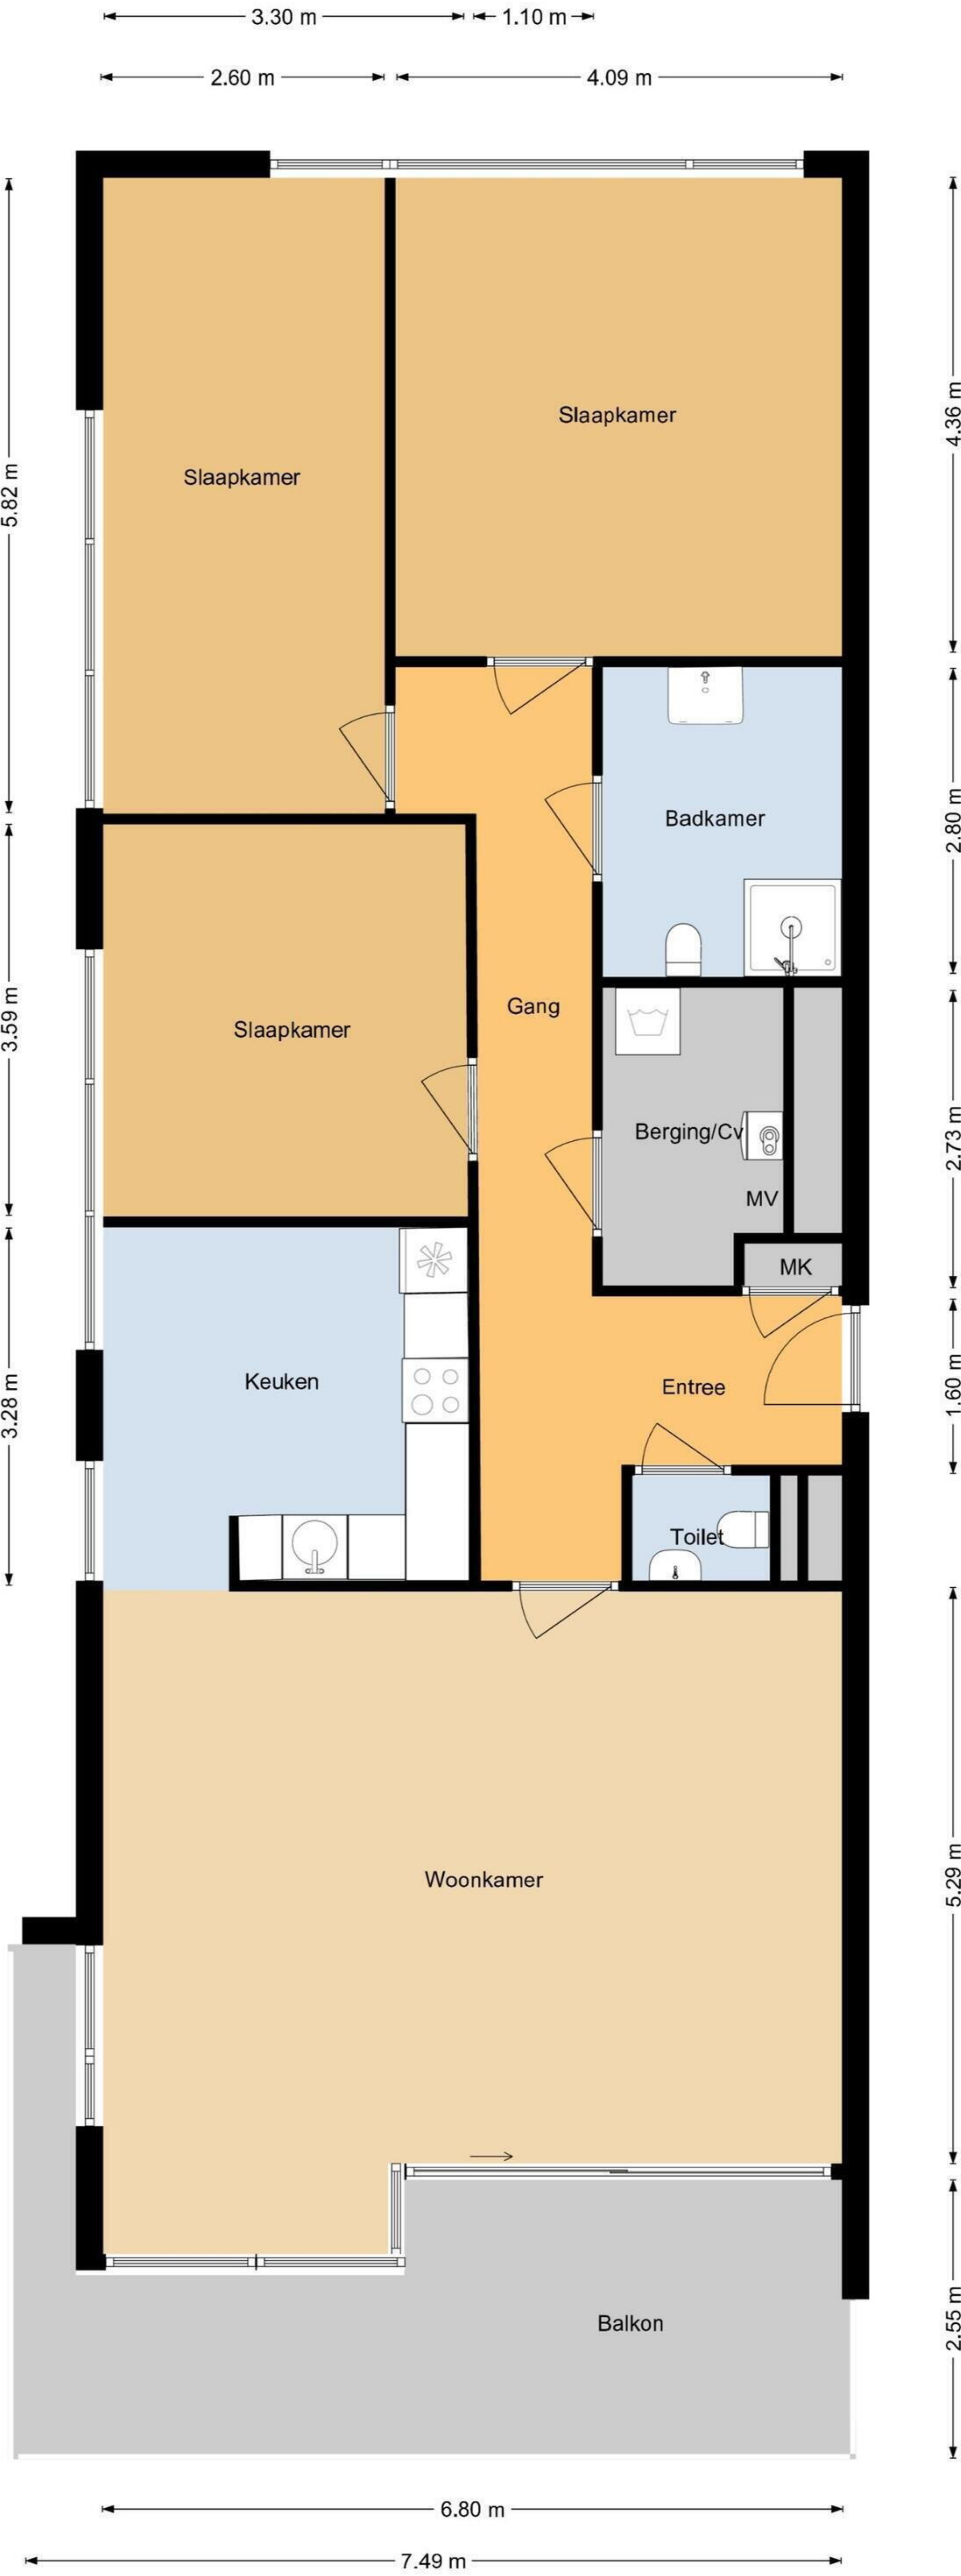 3.30 m
1.10 m
2.60 m
4.09 m
Slaapkamer
Slaapkamer
4.36 m
5.82 m
Badkamer
2.80 m
Gang
Slaapkamer
3.59 m
Berging/Cv
2.73 m
MV
MK
Keuken
Entree
3.28 m
1.60 m
Toilet
Woonkamer
5.29 m
Balkon
2.55 m
6.80 m
7.49 m